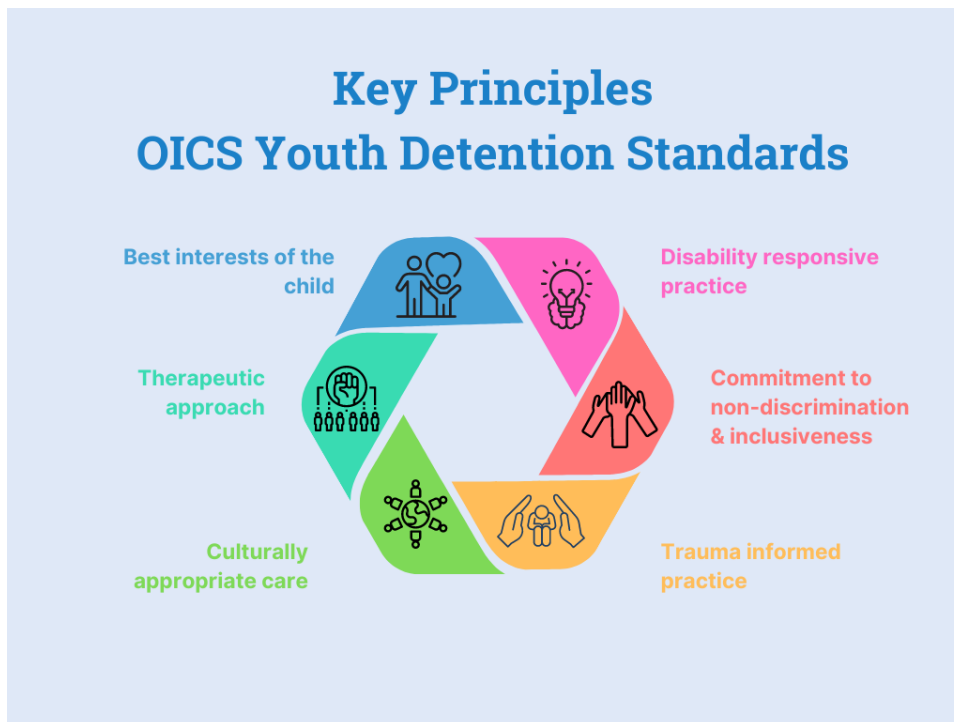 Key Principles
OICS Youth Detention Standards
Best interests of the
child
Disability responsive
practice
Therapeutic
approach
Commitment to
non-discrimination
& inclusiveness
Culturally
appropriate care
Trauma informed
practice